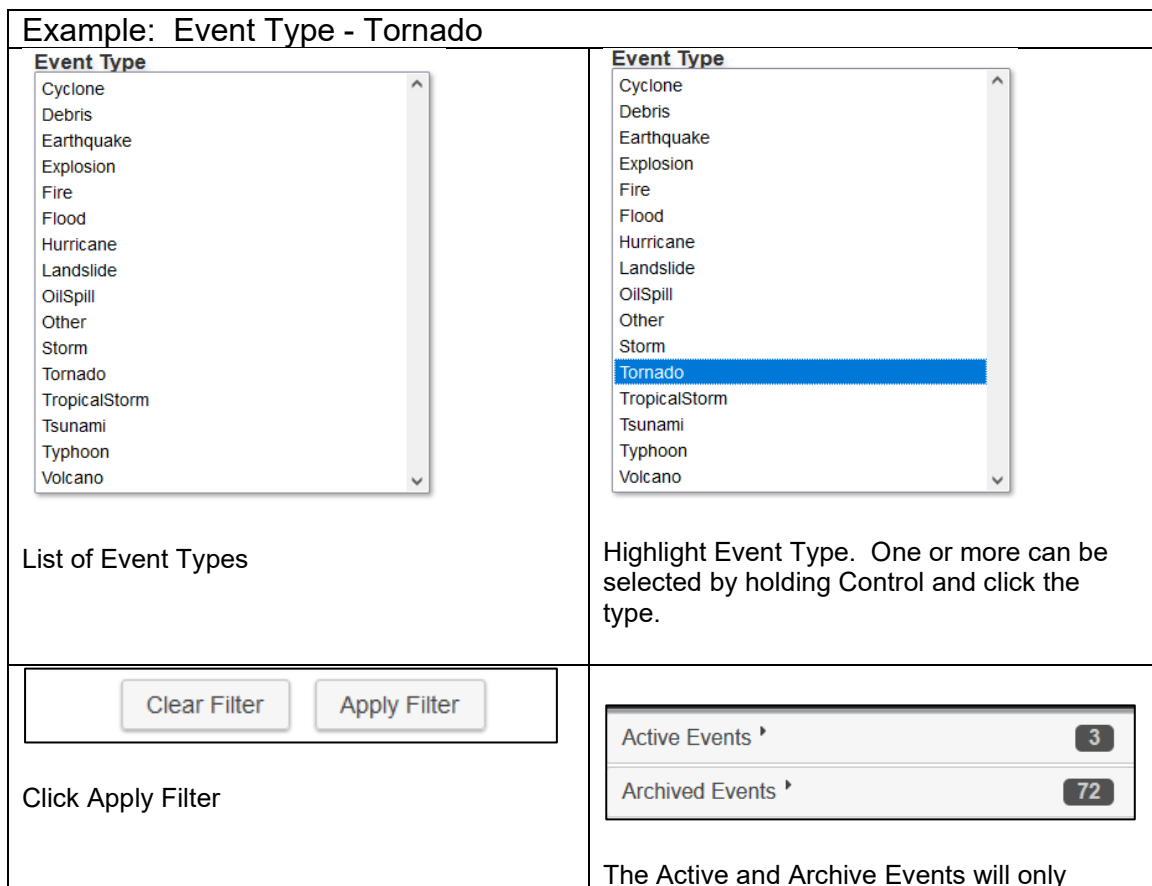 Example:  Event Type - Tornado
Event Type
Cyclone
Debris
Earthquake
Explosion
Fire
Flood
Hurricane
Landslide
OilSpill
Other
Storm
Tornado
TropicalStorm
Tsunami
Typhoon
Volcano
List of Event Types
Event Type
Cyclone
Debris
Earthquake
Explosion
Fire
Flood
Hurricane
Landslide
OilSpill
Other
Storm
Tornado
TropicalStorm
Tsunami
Typhoon
Volcano
Highlight Event Type.  One or more can be
selected by holding Control and click the
type.
Clear Filter Apply Filter
Click Apply Filter
Active Events 3
Archived Events 72
The Active and Archive Events will only